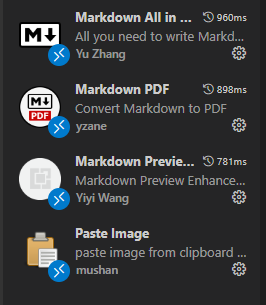 Markdown All in ... 960ms
All you need to write Markd...
Yu Zhang
M↓
Markdown PDF 898ms
Convert Markdown to PDF
yzane
M↓
PDF
Markdown Previe... 781ms
Markdown Preview Enhance...
Yiyi Wang
Paste Image
paste image from clipboard ...
mushan